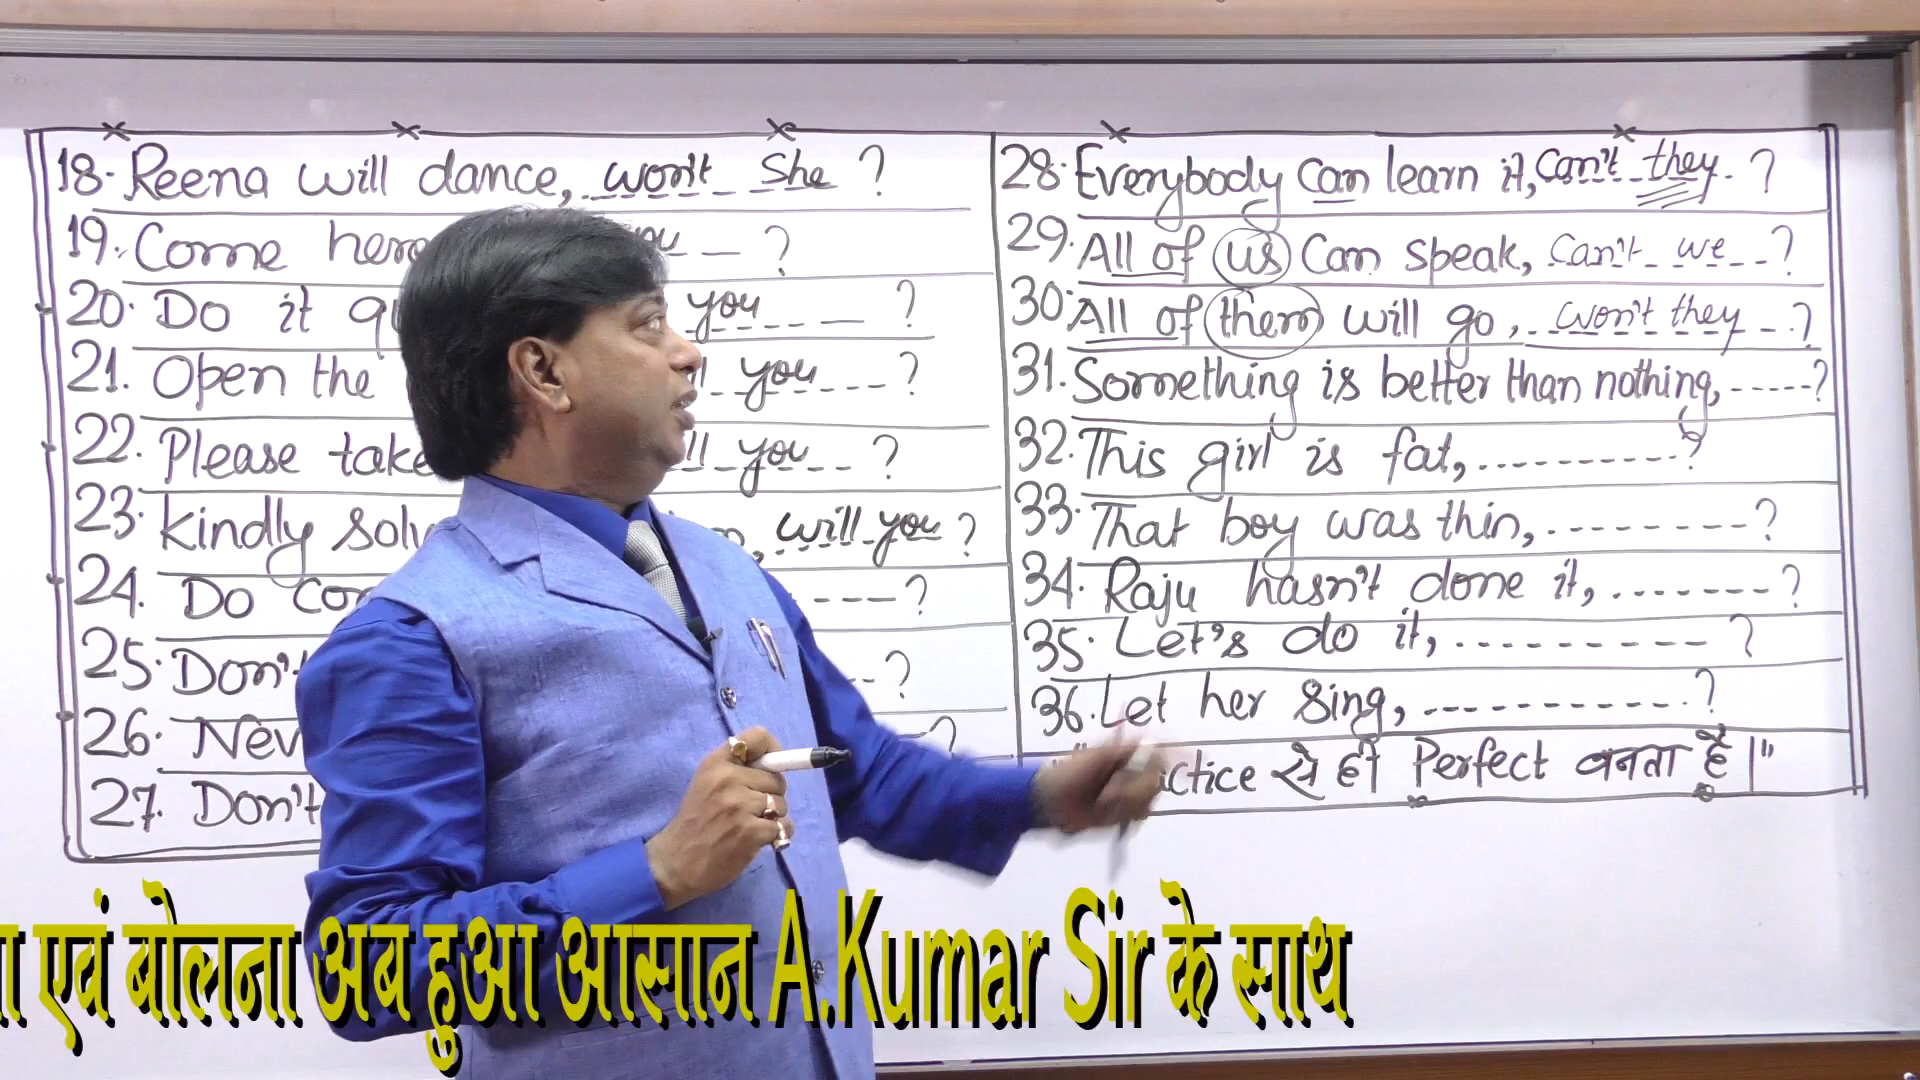 18. Reena will dance, won't she ?
19. Come here ?
20. Do it you ?
21. Open the you ?
22. Please take you ?
23. Kindly will you ?
24. Do ?
25. Don't ?
26. ?
27. Don't
28. Everybody can learn it, can't they ?
29. All of us can speak, can't we ?
30. All of them will go, won't they ?
31. Something is better than nothing, ------?
32. This girl is fat, ----------?
33. That boy was thin, ---------?
34. Raju hasn't done it, -------?
35. Let's do it, ---------- ?
36. Let her sing, ------------?
से ही Perfect बनता है।"
एवं बोलना अब हुआ आसान A.Kumar Sir के साथ